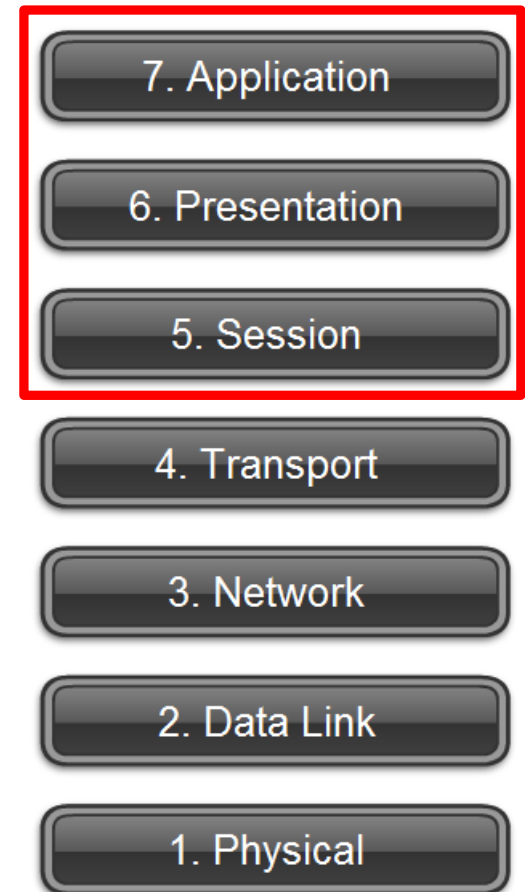 7. Application
6. Presentation
5. Session
4. Transport
3. Network
2. Data Link
1. Physical